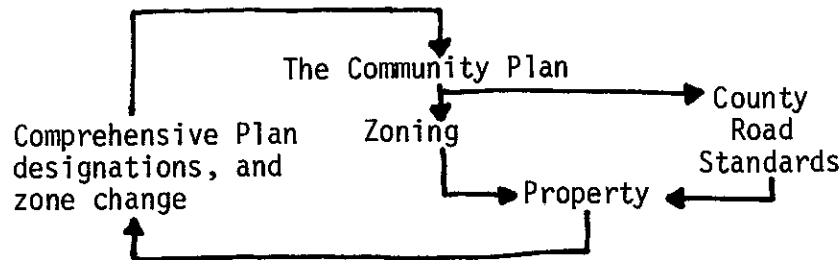 The Community Plan
County
Road
Standards
Comprehensive Plan
designations, and
zone change
Zoning
Property